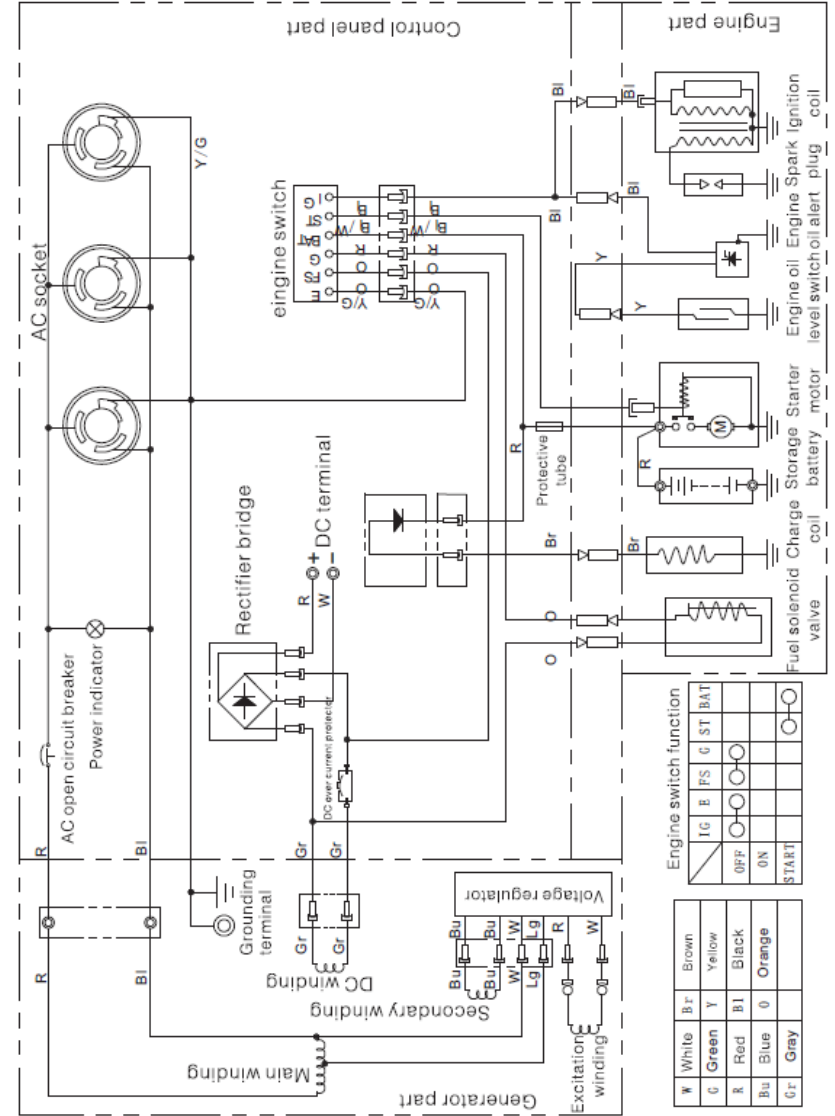 Control panel part
Engine part
AC socket
Y/G
eingine switch
IG
ST
BAT
G
FS
E
Bl
Bl/W
R
O
O
Y/G
Bl
Bl/W
R
O
O
Y/G
Bl
Bl
Bl
Bl
Y
Y
Ignition coil
Spark plug
Engine oil alert
Engine oil level switch
Starter motor
Storage battery
Charge coil
Fuel solenoid valve
M
R
R
Protective tube
Br
Br
O
O
Rectifier bridge
DC terminal
+
−
R
W
AC open circuit breaker
Power indicator
DC over current protector
R
Bl
Gr
Gr
Grounding terminal
R
Bl
Gr
Gr
DC winding
Secondary winding
Main winding
Generator part
Excitation winding
Voltage regulator
Bu
Bu
W
Lg
R
W
Bu
Bu
W
Lg
Engine switch function
IG E FS G ST BAT
OFF
ON
START
W White Br Brown
G Green Y Yellow
R Red Bl Black
Bu Blue O Orange
Gr Gray